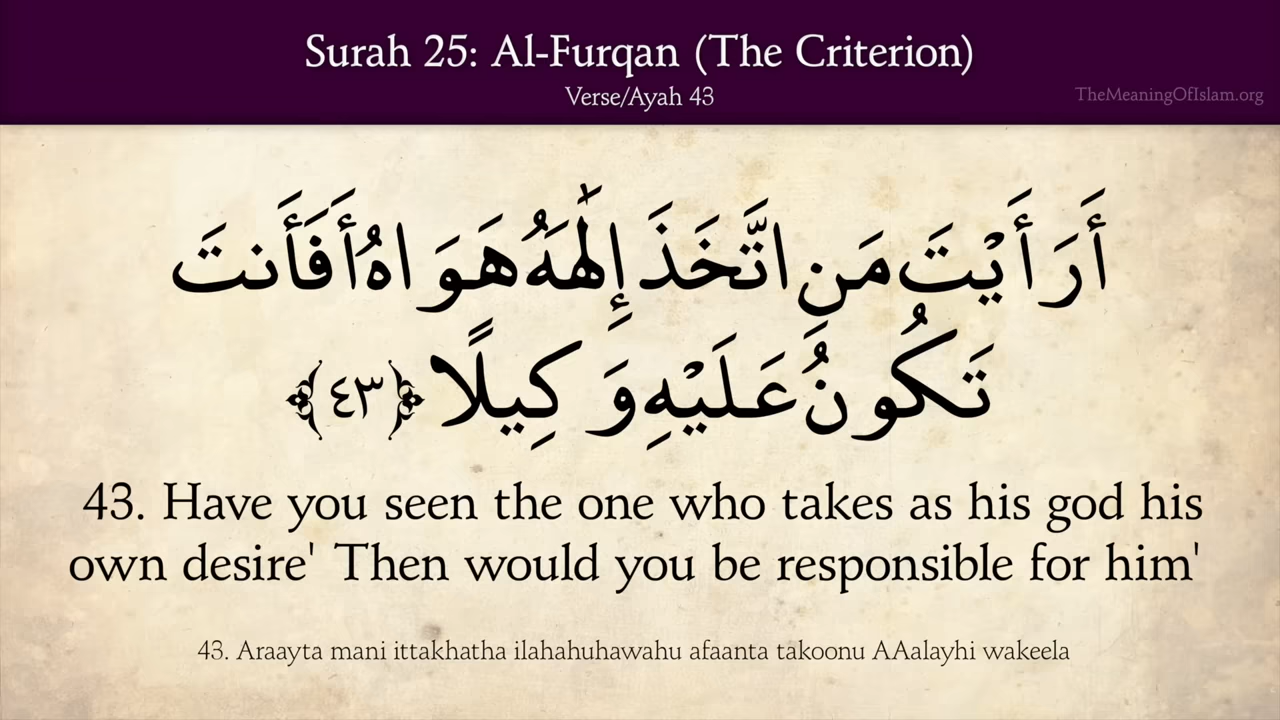 Surah 25: Al-Furqan (The Criterion)
Verse/Ayah 43
TheMeaningOfIslam.org
أَرَأَيْتَ مَنِ اتَّخَذَ إِلَٰهَهُ هَوَاهُ أَفَأَنتَ
تَكُونُ عَلَيْهِ وَكِيلًا ﴿٤٣﴾
43. Have you seen the one who takes as his god his
own desire' Then would you be responsible for him'
43. Araayta mani ittakhatha ilahahuhawahu afaanta takoonu AAalayhi wakeela